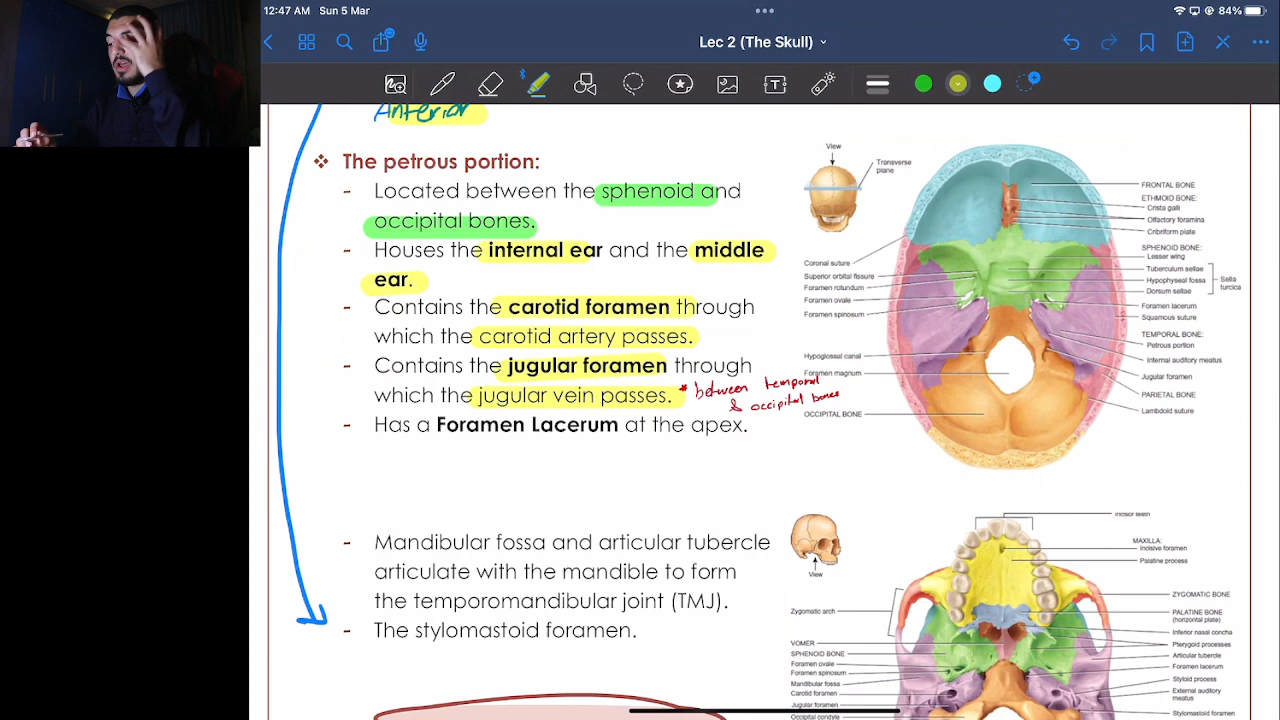 12:47 AM Sun 5 Mar
84%
Lec 2 (The Skull)
Anterior
❖ The petrous portion:
- Located between the sphenoid and
occipital bones.
- Houses the internal ear and the middle
ear.
- Contains the carotid foramen through
which the carotid artery passes.
- Contains the jugular foramen through
which the jugular vein passes. * between temporal
& occipital bones
- Has a Foramen Lacerum at the apex.
- Mandibular fossa and articular tubercle
articulate with the mandible to form
the temporomandibular joint (TMJ).
- The stylomastoid foramen.
View
Transverse
plane
Coronal suture
Superior orbital fissure
Foramen rotundum
Foramen ovale
Foramen spinosum
Hypoglossal canal
Foramen magnum
OCCIPITAL BONE
FRONTAL BONE
ETHMOID BONE:
Crista galli
Olfactory foramina
Cribriform plate
SPHENOID BONE:
Lesser wing
Tuberculum sellae
Hypophyseal fossa
Dorsum sellae
Sella
turcica
Foramen lacerum
Squamous suture
TEMPORAL BONE:
Petrous portion
Internal auditory meatus
Jugular foramen
PARIETAL BONE
Lambdoid suture
View
Zygomatic arch
VOMER
SPHENOID BONE
Foramen ovale
Foramen spinosum
Mandibular fossa
Carotid foramen
Jugular foramen
Occipital condyle
Incisor teeth
MAXILLA:
Incisive foramen
Palatine process
ZYGOMATIC BONE
PALATINE BONE
(horizontal plate)
Inferior nasal concha
Pterygoid processes
Articular tubercle
Foramen lacerum
Styloid process
External auditory
meatus
Stylomastoid foramen